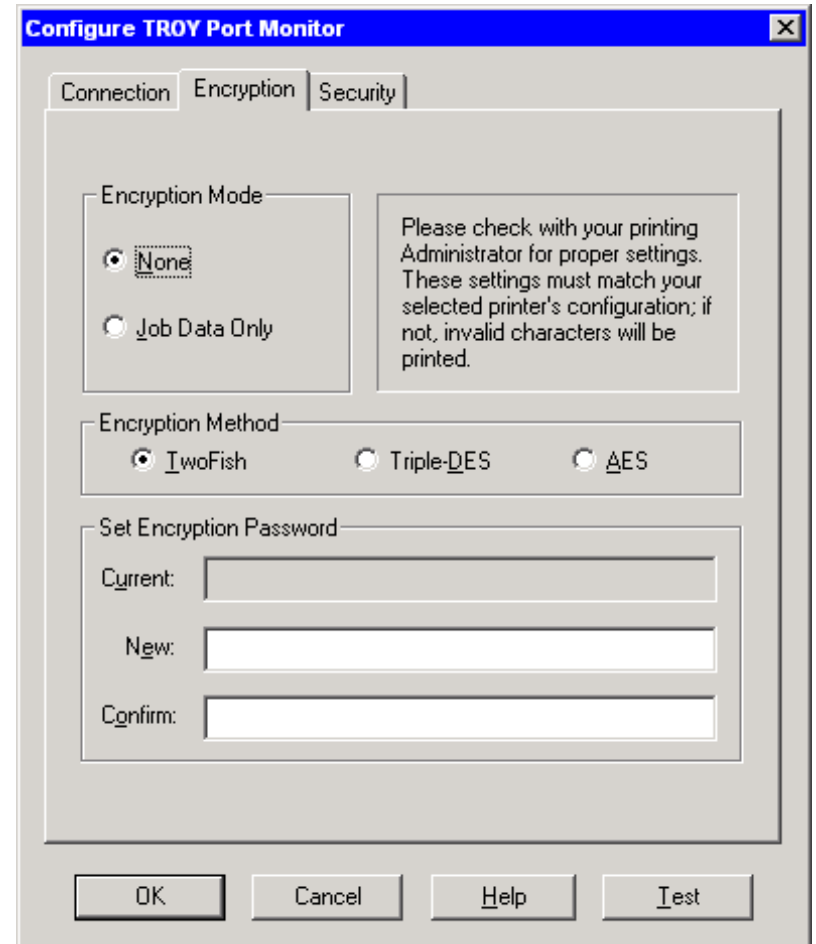 Configure TROY Port Monitor
Connection Encryption Security
Encryption Mode
None
Job Data Only
Please check with your printing
Administrator for proper settings.
These settings must match your
selected printer's configuration; if
not, invalid characters will be
printed.
Encryption Method
TwoFish Triple-DES AES
Set Encryption Password
Current:
New:
Confirm:
OK Cancel Help Test